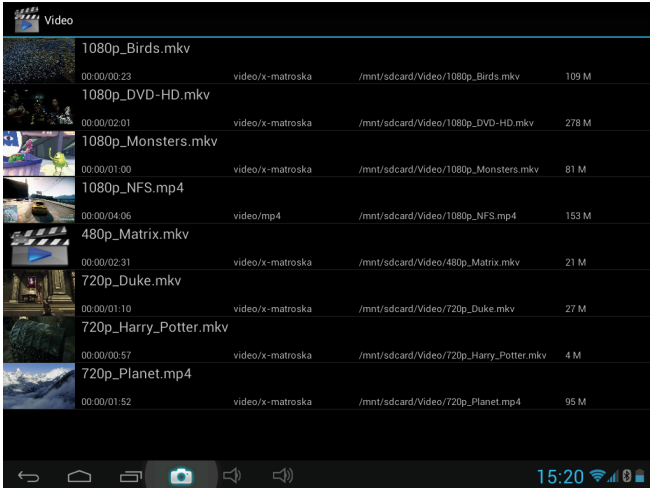 Video
1080p_Birds.mkv
00:00/00:23 video/x-matroska /mnt/sdcard/Video/1080p_Birds.mkv 109 M
1080p_DVD-HD.mkv
00:00/02:01 video/x-matroska /mnt/sdcard/Video/1080p_DVD-HD.mkv 278 M
1080p_Monsters.mkv
00:00/01:00 video/x-matroska /mnt/sdcard/Video/1080p_Monsters.mkv 81 M
1080p_NFS.mp4
00:00/04:06 video/mp4 /mnt/sdcard/Video/1080p_NFS.mp4 153 M
480p_Matrix.mkv
00:00/02:31 video/x-matroska /mnt/sdcard/Video/480p_Matrix.mkv 21 M
720p_Duke.mkv
00:00/01:10 video/x-matroska /mnt/sdcard/Video/720p_Duke.mkv 27 M
720p_Harry_Potter.mkv
00:00/00:57 video/x-matroska /mnt/sdcard/Video/720p_Harry_Potter.mkv 4 M
720p_Planet.mp4
00:00/01:52 video/x-matroska /mnt/sdcard/Video/720p_Planet.mp4 95 M
15:20